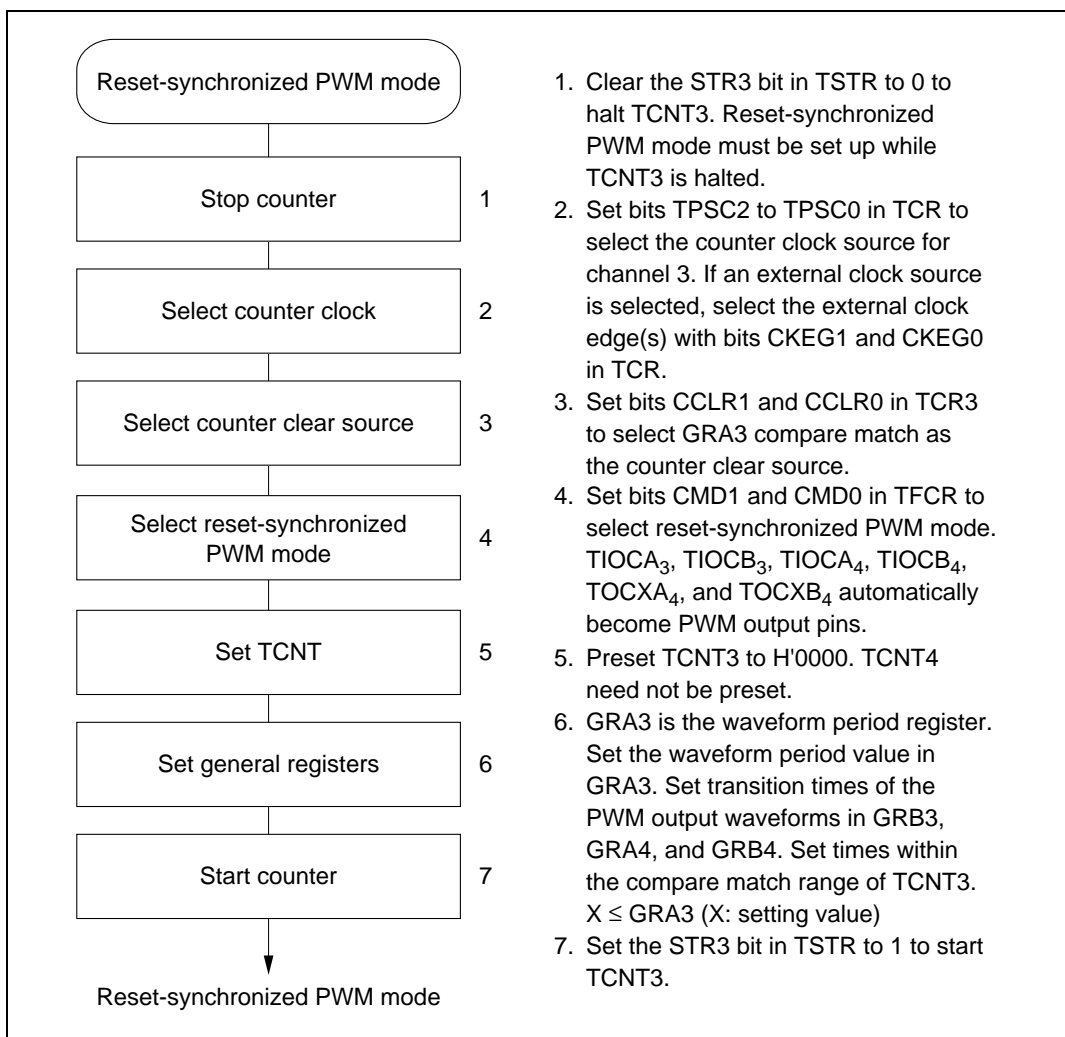 Reset-synchronized PWM mode
Stop counter 1
Select counter clock 2
Select counter clear source 3
Select reset-synchronized
PWM mode 4
Set TCNT 5
Set general registers 6
Start counter 7
Reset-synchronized PWM mode
1. Clear the STR3 bit in TSTR to 0 to
halt TCNT3. Reset-synchronized
PWM mode must be set up while
TCNT3 is halted.
2. Set bits TPSC2 to TPSC0 in TCR to
select the counter clock source for
channel 3. If an external clock source
is selected, select the external clock
edge(s) with bits CKEG1 and CKEG0
in TCR.
3. Set bits CCLR1 and CCLR0 in TCR3
to select GRA3 compare match as
the counter clear source.
4. Set bits CMD1 and CMD0 in TFCR to
select reset-synchronized PWM mode.
TIOCA3, TIOCB3, TIOCA4, TIOCB4,
TOCXA4, and TOCXB4 automatically
become PWM output pins.
5. Preset TCNT3 to H'0000. TCNT4
need not be preset.
6. GRA3 is the waveform period register.
Set the waveform period value in
GRA3. Set transition times of the
PWM output waveforms in GRB3,
GRA4, and GRB4. Set times within
the compare match range of TCNT3.
X ≤ GRA3 (X: setting value)
7. Set the STR3 bit in TSTR to 1 to start
TCNT3.